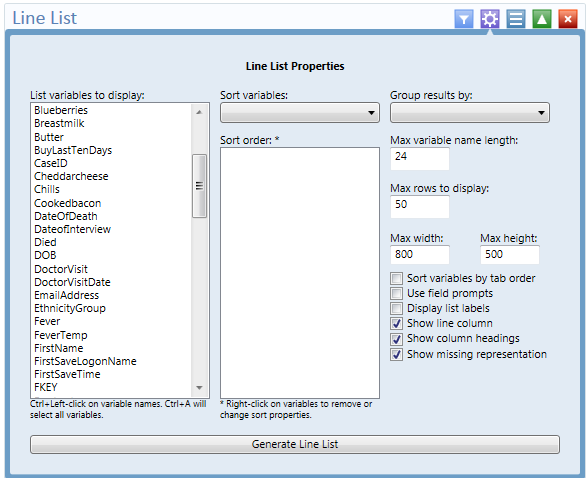 Line List
Line List Properties
List variables to display:
Blueberries
Breastmilk
Butter
BuyLastTenDays
CaseID
Cheddarcheese
Chills
Cookedbacon
DateOfDeath
DateofInterview
Died
DOB
DoctorVisit
DoctorVisitDate
EmailAddress
EthnicityGroup
Fever
FeverTemp
FirstName
FirstSaveLogonName
FirstSaveTime
FKEY
Ctrl+Left-click on variable names. Ctrl+A will
select all variables.
Sort variables:
Sort order: *
* Right-click on variables to remove or
change sort properties.
Group results by:
Max variable name length:
24
Max rows to display:
50
Max width: Max height:
800 500
Sort variables by tab order
Use field prompts
Display list labels
Show line column
Show column headings
Show missing representation
Generate Line List